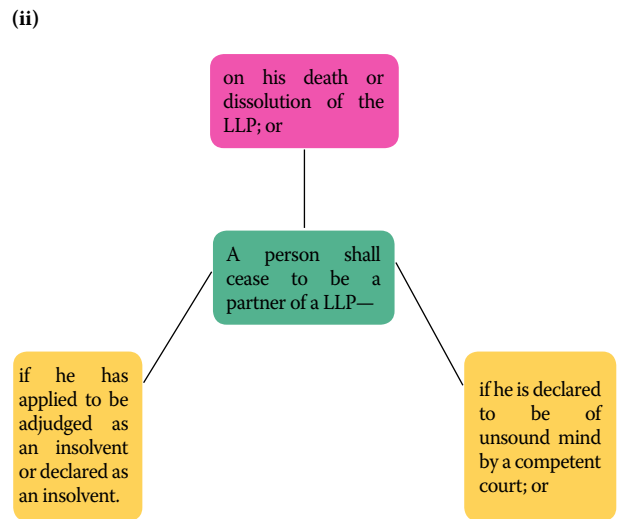 (ii)
on his death or
dissolution of the
LLP; or
A person shall
cease to be a
partner of a LLP—
if he is declared
to be of
unsound mind
by a competent
court; or
if he has
applied to be
adjudged as
an insolvent
or declared as
an insolvent.